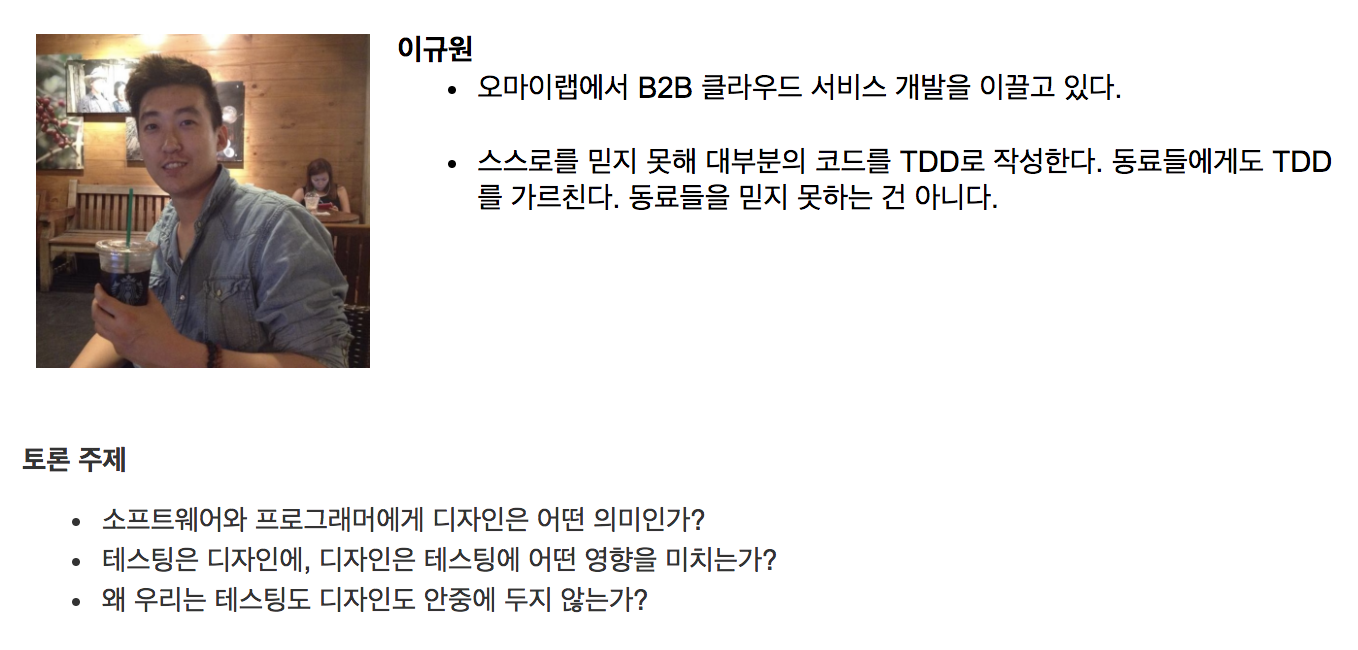 이규원
오마이랩에서 B2B 클라우드 서비스 개발을 이끌고 있다.
스스로를 믿지 못해 대부분의 코드를 TDD로 작성한다. 동료들에게도 TDD
를 가르친다. 동료들을 믿지 못하는 건 아니다.
토론 주제
소프트웨어와 프로그래머에게 디자인은 어떤 의미인가?
테스팅은 디자인에, 디자인은 테스팅에 어떤 영향을 미치는가?
왜 우리는 테스팅도 디자인도 안중에 두지 않는가?